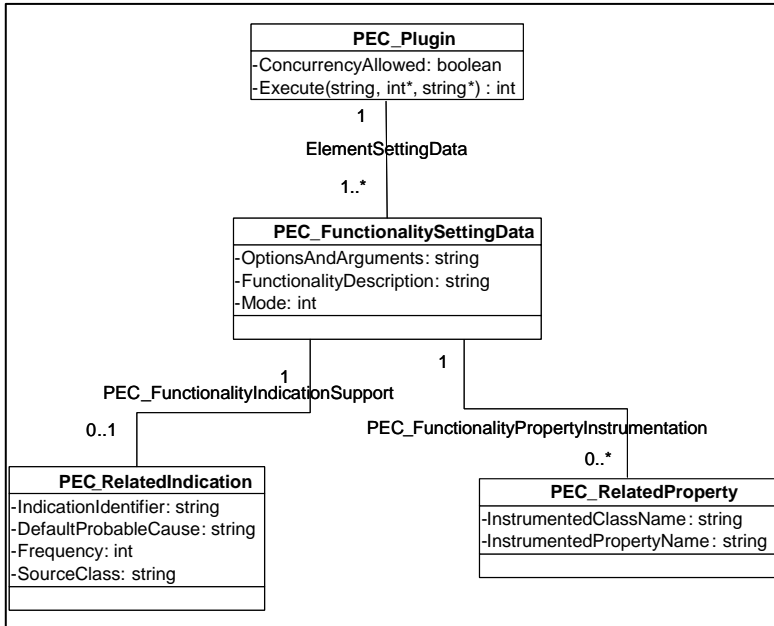 PEC_Plugin
-ConcurrencyAllowed: boolean
-Execute(string, int*, string*) : int
1
ElementSettingData
1..*
PEC_FunctionalitySettingData
-OptionsAndArguments: string
-FunctionalityDescription: string
-Mode: int
1
1
PEC_FunctionalityIndicationSupport
0..1
PEC_FunctionalityPropertyInstrumentation
0..*
PEC_RelatedIndication
-IndicationIdentifier: string
-DefaultProbableCause: string
-Frequency: int
-SourceClass: string
PEC_RelatedProperty
-InstrumentedClassName: string
-InstrumentedPropertyName: string